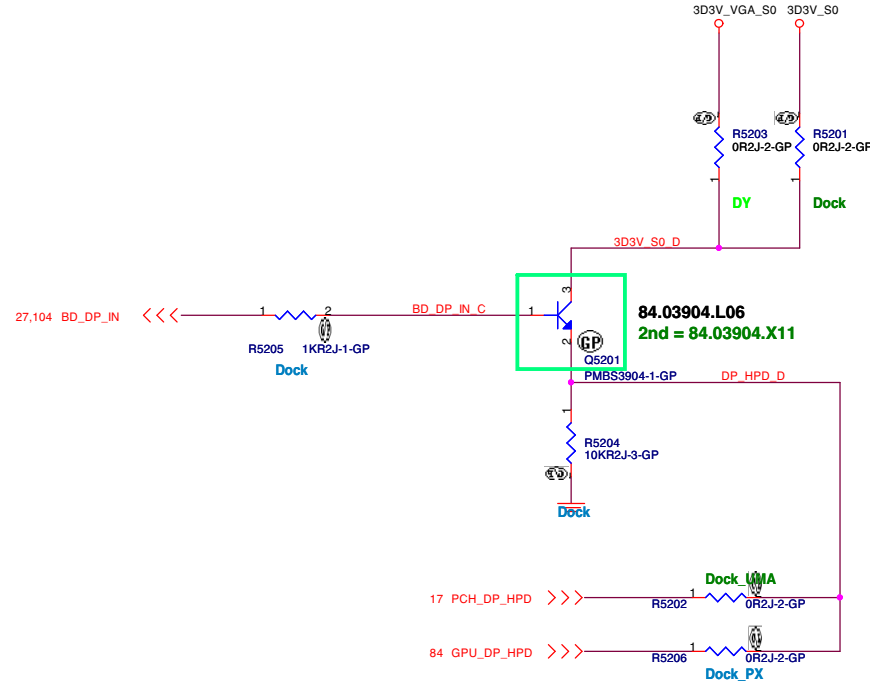 3D3V_VGA_S0 3D3V_S0
R5203 R5201
0R2J-2-GP 0R2J-2-GP
1 1
DY Dock
3D3V_S0_D
3
27,104 BD_DP_IN 1 2 BD_DP_IN_C 1
84.03904.L06
2nd = 84.03904.X11
2
GP
R5205 1KR2J-1-GP
Q5201
Dock
PMBS3904-1-GP DP_HPD_D
1
R5204
10KR2J-3-GP
Dock
Dock_UMA
17 PCH_DP_HPD 1
R5202 0R2J-2-GP
84 GPU_DP_HPD 1
R5206 0R2J-2-GP
Dock_PX